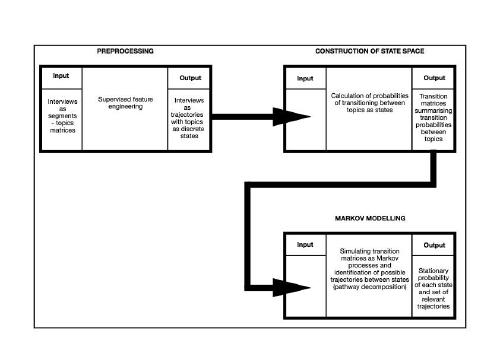 PREPROCESSING
Input
Output
Interviews
as
segments
- topics
matrices
Supervised feature
engineering
Interviews
as
trajectories
with topics
as discrete
states
CONSTRUCTION OF STATE SPACE
Input
Output
Calculation of probabilities
of transitioning between
topics as states
Transition
matrices
summarising
transition
probabilities
between
topics
MARKOV MODELLING
Input
Output
Simulating transition
matrices as Markov
processes and
identification of possible
trajectories between states
(pathway decomposition)
Stationary
probability
of each state
and set of
relevant
trajectories